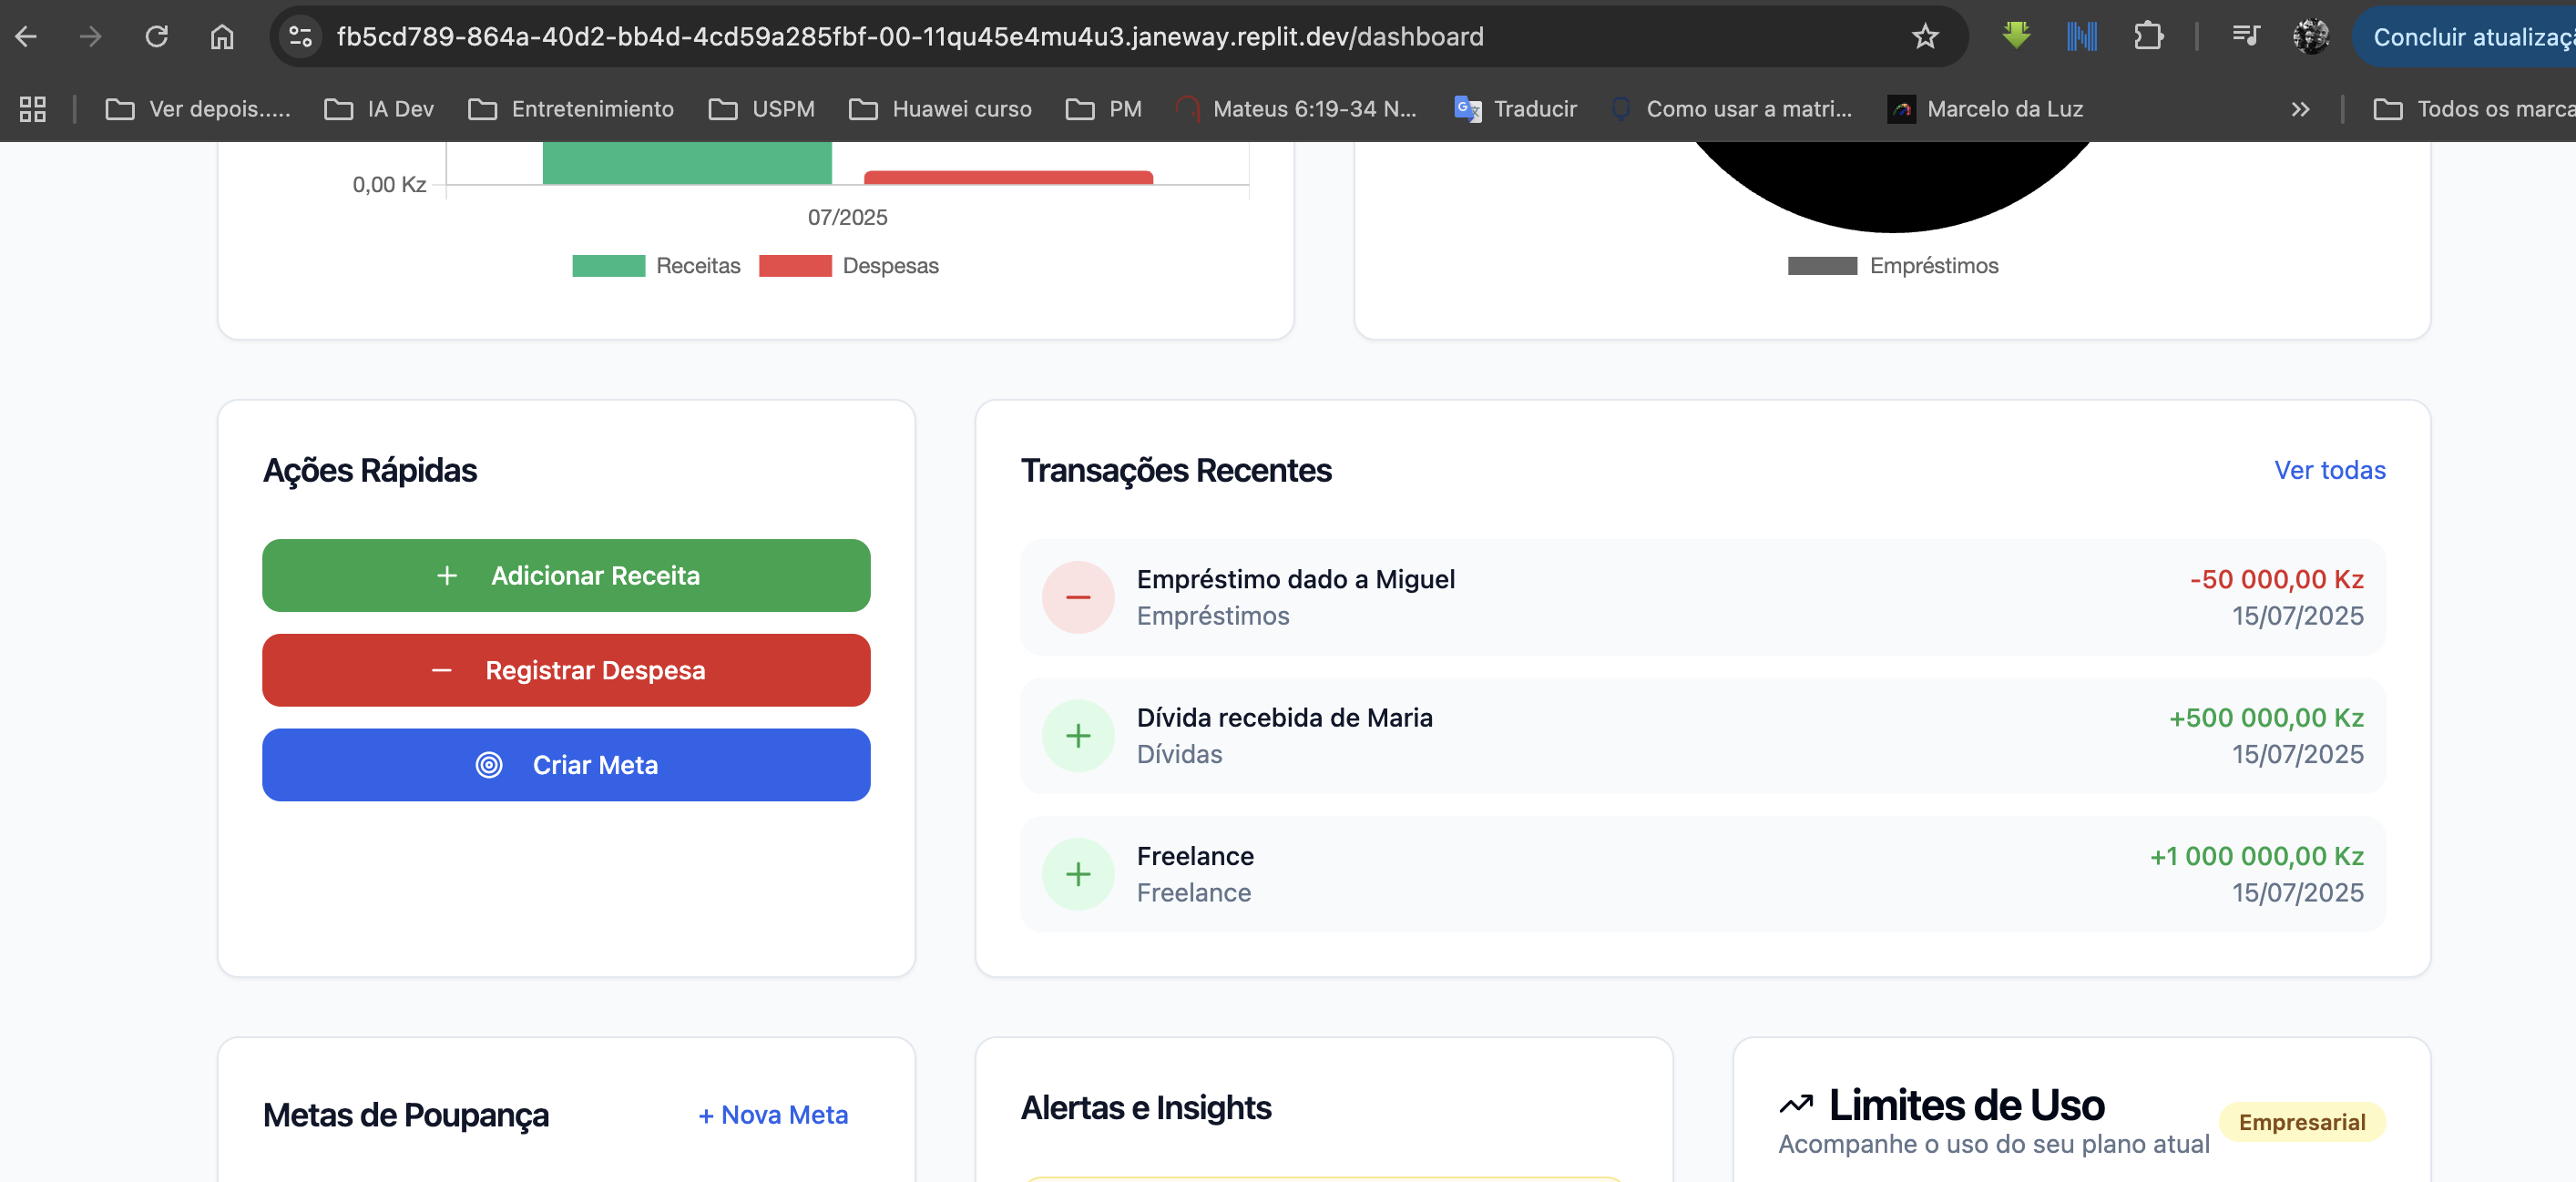 fb5cd789-864a-40d2-bb4d-4cd59a285fbf-00-11qu45e4mu4u3.janeway.replit.dev/dashboard
Concluir
Ver depois.....
IA Dev
Entretenimiento
USPM
Huawei curso
PM
Mateus 6:19-34 N...
Traducir
Como usar a matri...
Marcelo da Luz
Todos os
0,00 Kz
07/2025
Receitas
Despesas
Empréstimos
Ações Rápidas
Adicionar Receita
Registrar Despesa
Criar Meta
Transações Recentes
Ver todas
Empréstimo dado a Miguel
-50 000,00 Kz
Empréstimos
15/07/2025
Dívida recebida de Maria
+500 000,00 Kz
Dívidas
15/07/2025
Freelance
+1 000 000,00 Kz
Freelance
15/07/2025
Metas de Poupança
+ Nova Meta
Alertas e Insights
Limites de Uso
Acompanhe o uso do seu plano atual
Empresarial